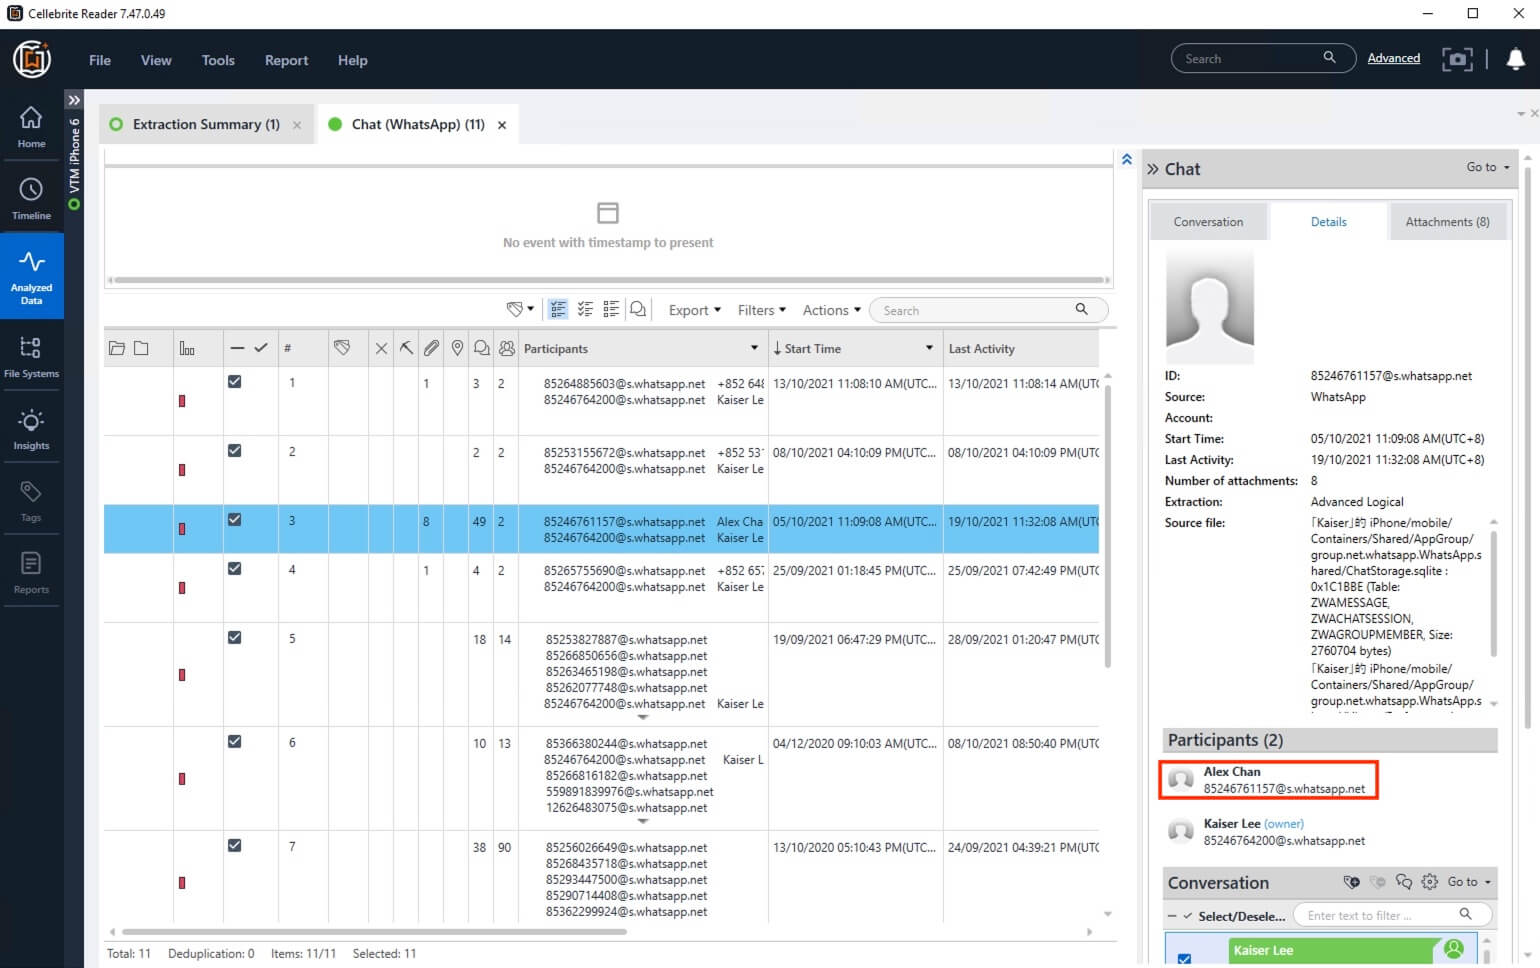 Cellebrite Reader 7.47.0.49
File View Tools Report Help
Search Advanced
Home
Timeline
Analyzed Data
File Systems
Insights
Tags
Reports
VTM iPhone 6
Extraction Summary (1)
Chat (WhatsApp) (11)
No event with timestamp to present
Export Filters Actions Search
# Participants Start Time Last Activity
1 1 3 2 85264885603@s.whatsapp.net +852 648 13/10/2021 11:08:10 AM(UTC... 13/10/2021 11:08:14 AM(UTC
85246764200@s.whatsapp.net Kaiser Le
2 2 2 85253155672@s.whatsapp.net +852 531 08/10/2021 04:10:09 PM(UTC... 08/10/2021 04:10:09 PM(UTC
85246764200@s.whatsapp.net Kaiser Le
3 8 49 2 85246761157@s.whatsapp.net Alex Cha 05/10/2021 11:09:08 AM(UTC... 19/10/2021 11:32:08 AM(UTC
85246764200@s.whatsapp.net Kaiser Le
4 1 4 2 85265755690@s.whatsapp.net +852 657 25/09/2021 01:18:45 PM(UTC... 25/09/2021 07:42:49 PM(UTC
85246764200@s.whatsapp.net Kaiser Le
5 18 14 85253827887@s.whatsapp.net 19/09/2021 06:47:29 PM(UTC... 28/09/2021 01:20:47 PM(UTC
85266850656@s.whatsapp.net
85263465198@s.whatsapp.net
85262077748@s.whatsapp.net
85246764200@s.whatsapp.net Kaiser Le
6 10 13 85366380244@s.whatsapp.net 04/12/2020 09:10:03 AM(UTC... 08/10/2021 08:50:40 PM(UTC
85246764200@s.whatsapp.net Kaiser L
85266816182@s.whatsapp.net
559891839976@s.whatsapp.net
12626483075@s.whatsapp.net
7 38 90 85256026649@s.whatsapp.net 13/10/2020 05:10:43 PM(UTC... 24/09/2021 04:39:21 PM(UTC
85268435718@s.whatsapp.net
85293447500@s.whatsapp.net
85290714408@s.whatsapp.net
85362299924@s.whatsapp.net
Total: 11 Deduplication: 0 Items: 11/11 Selected: 11
Chat Go to
Conversation Details Attachments (8)
ID: 85246761157@s.whatsapp.net
Source: WhatsApp
Account:
Start Time: 05/10/2021 11:09:08 AM(UTC+8)
Last Activity: 19/10/2021 11:32:08 AM(UTC+8)
Number of attachments: 8
Extraction: Advanced Logical
Source file: 「Kaiser」的 iPhone/mobile/
Containers/Shared/AppGroup/
group.net.whatsapp.WhatsApp.s
hared/ChatStorage.sqlite :
0x1C1BBE (Table:
ZWAMESSAGE,
ZWACHATSESSION,
ZWAGROUPMEMBER, Size:
2760704 bytes)
「Kaiser」的 iPhone/mobile/
Containers/Shared/AppGroup/
group.net.whatsapp.WhatsApp.s
Participants (2)
Alex Chan
85246761157@s.whatsapp.net
Kaiser Lee (owner)
85246764200@s.whatsapp.net
Conversation Go to
Select/Desele... Enter text to filter ...
Kaiser Lee